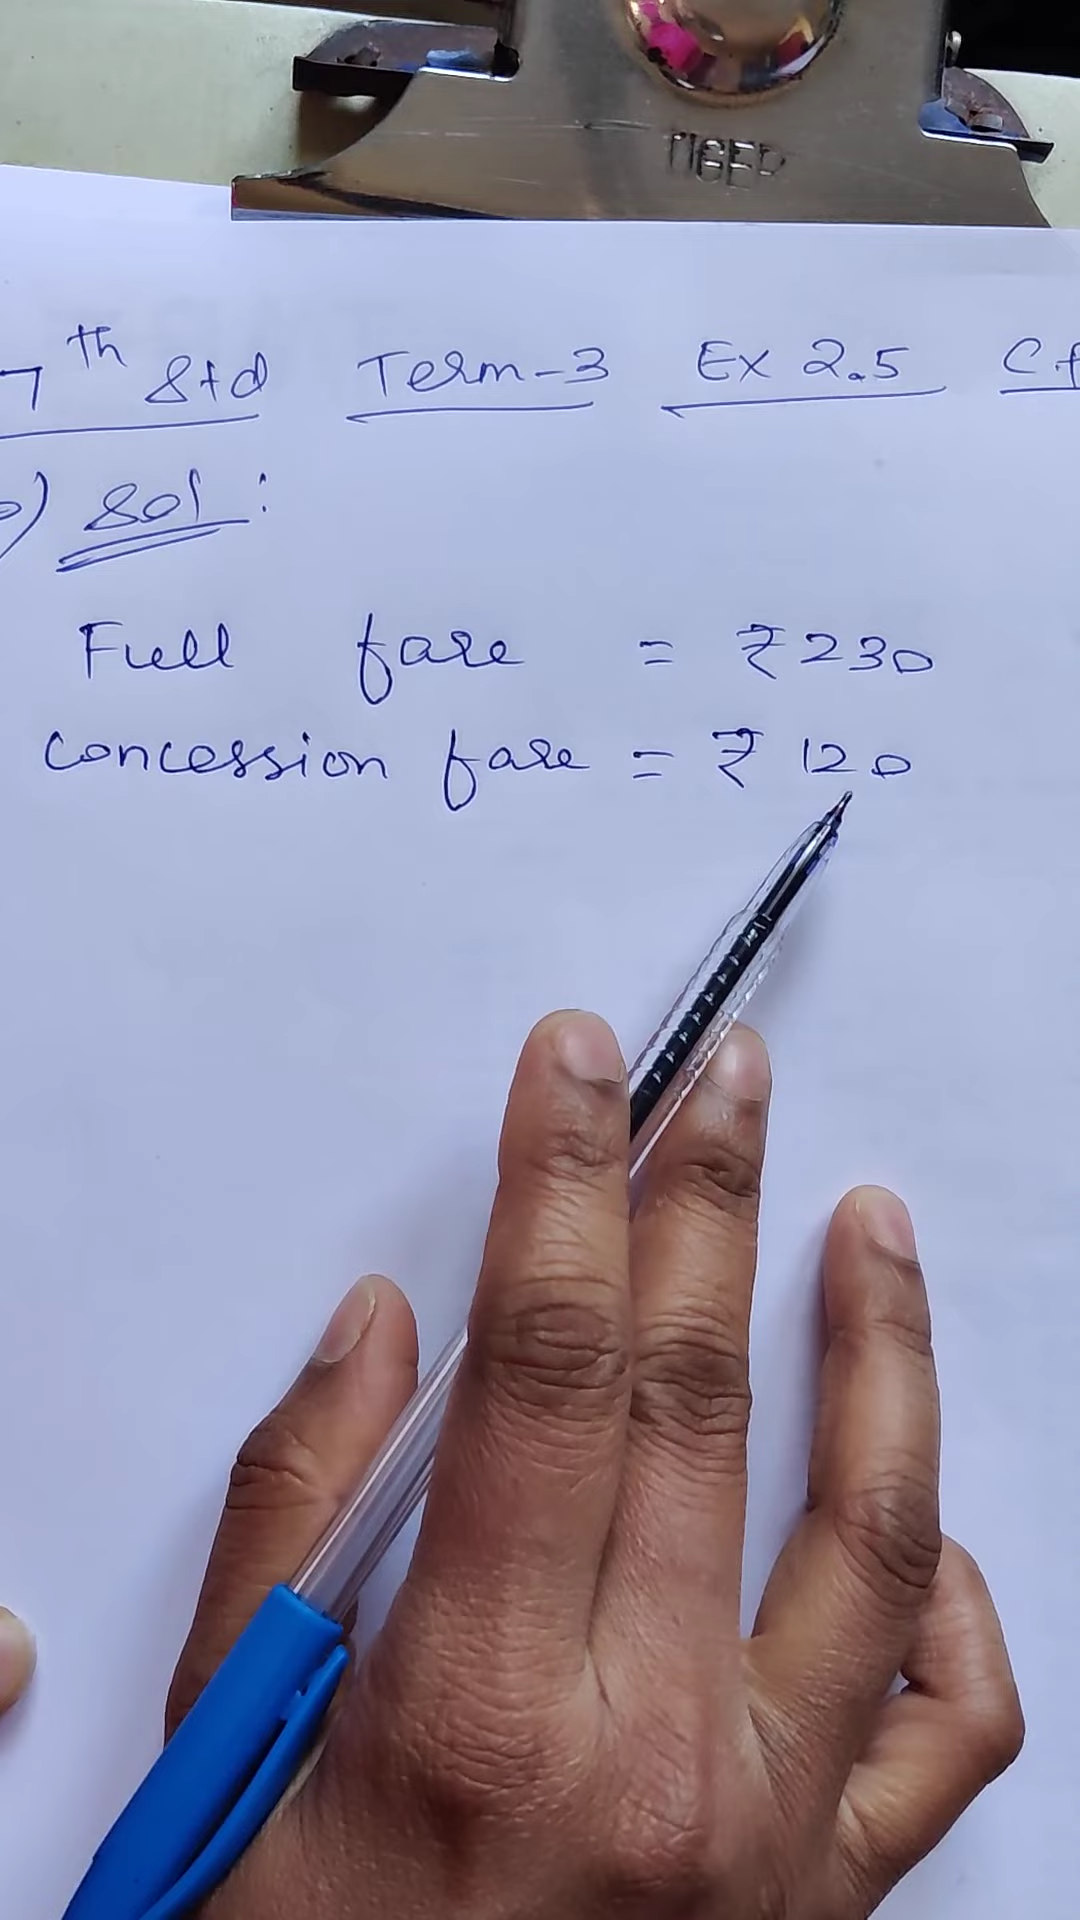 TIGER
7th Std Term-3 Ex 2.5
Sol:
Full fare = ₹230
Concession fare = ₹ 120